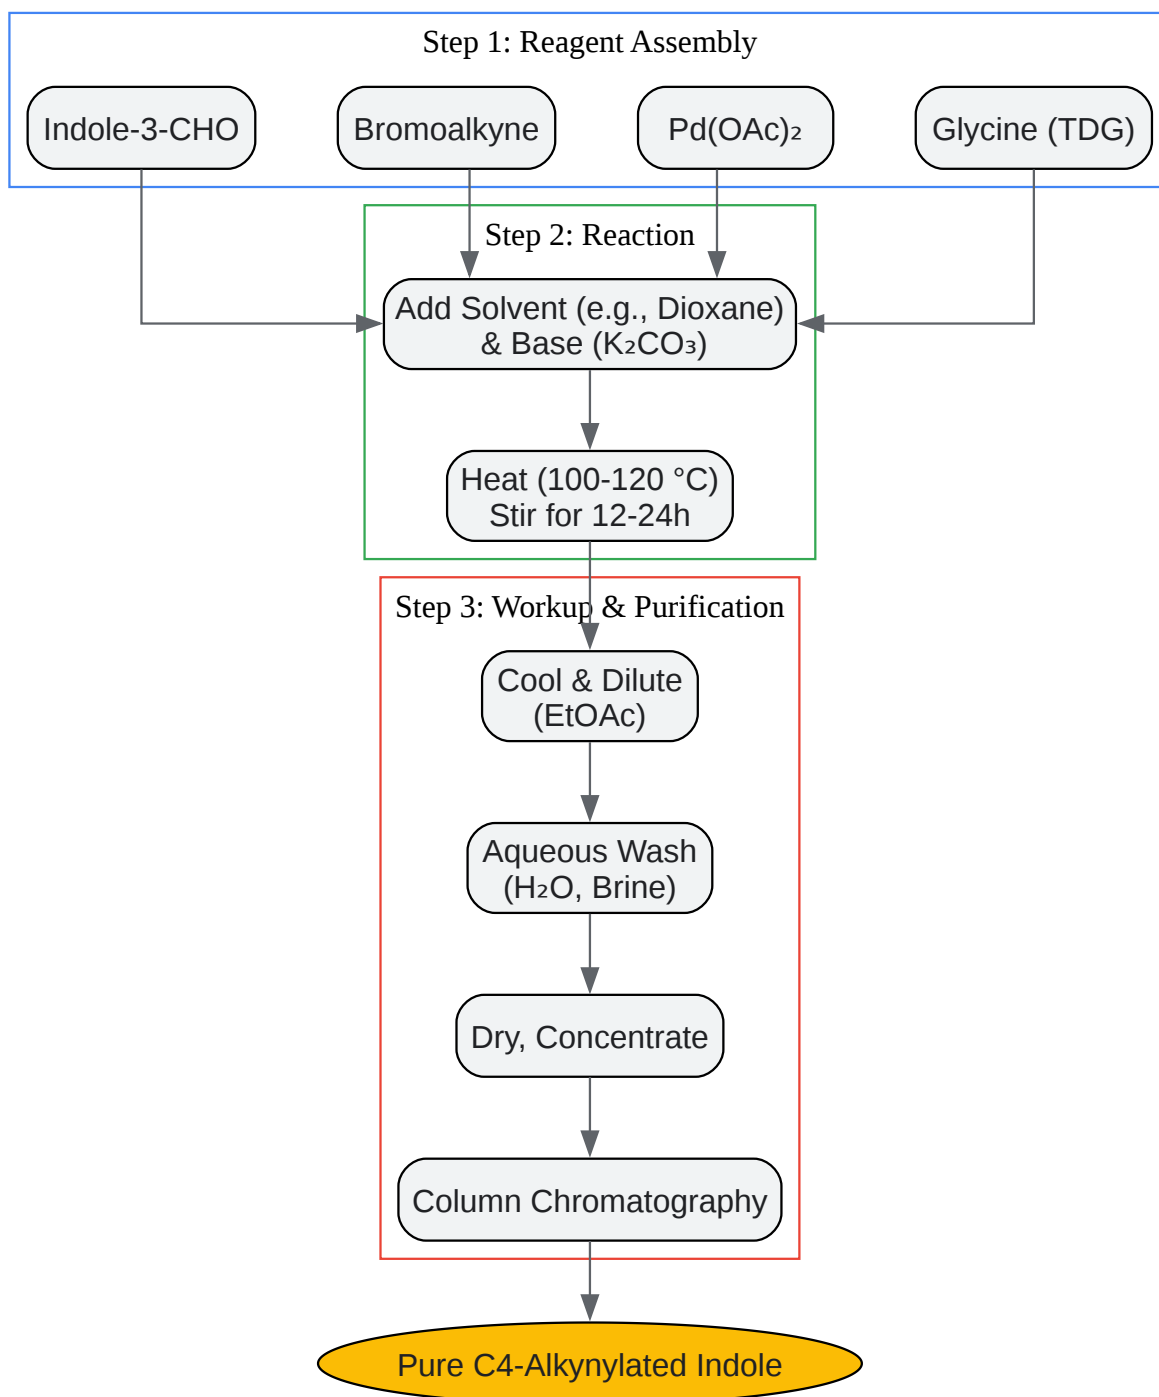 Step 1: Reagent Assembly
Indole-3-CHO
Bromoalkyne
Pd(OAc)₂
Glycine (TDG)
Step 2: Reaction
Add Solvent (e.g., Dioxane)
& Base (K₂CO₃)
Heat (100-120 °C)
Stir for 12-24h
Step 3: Workup & Purification
Cool & Dilute
(EtOAc)
Aqueous Wash
(H₂O, Brine)
Dry, Concentrate
Column Chromatography
Pure C4-Alkynylated Indole